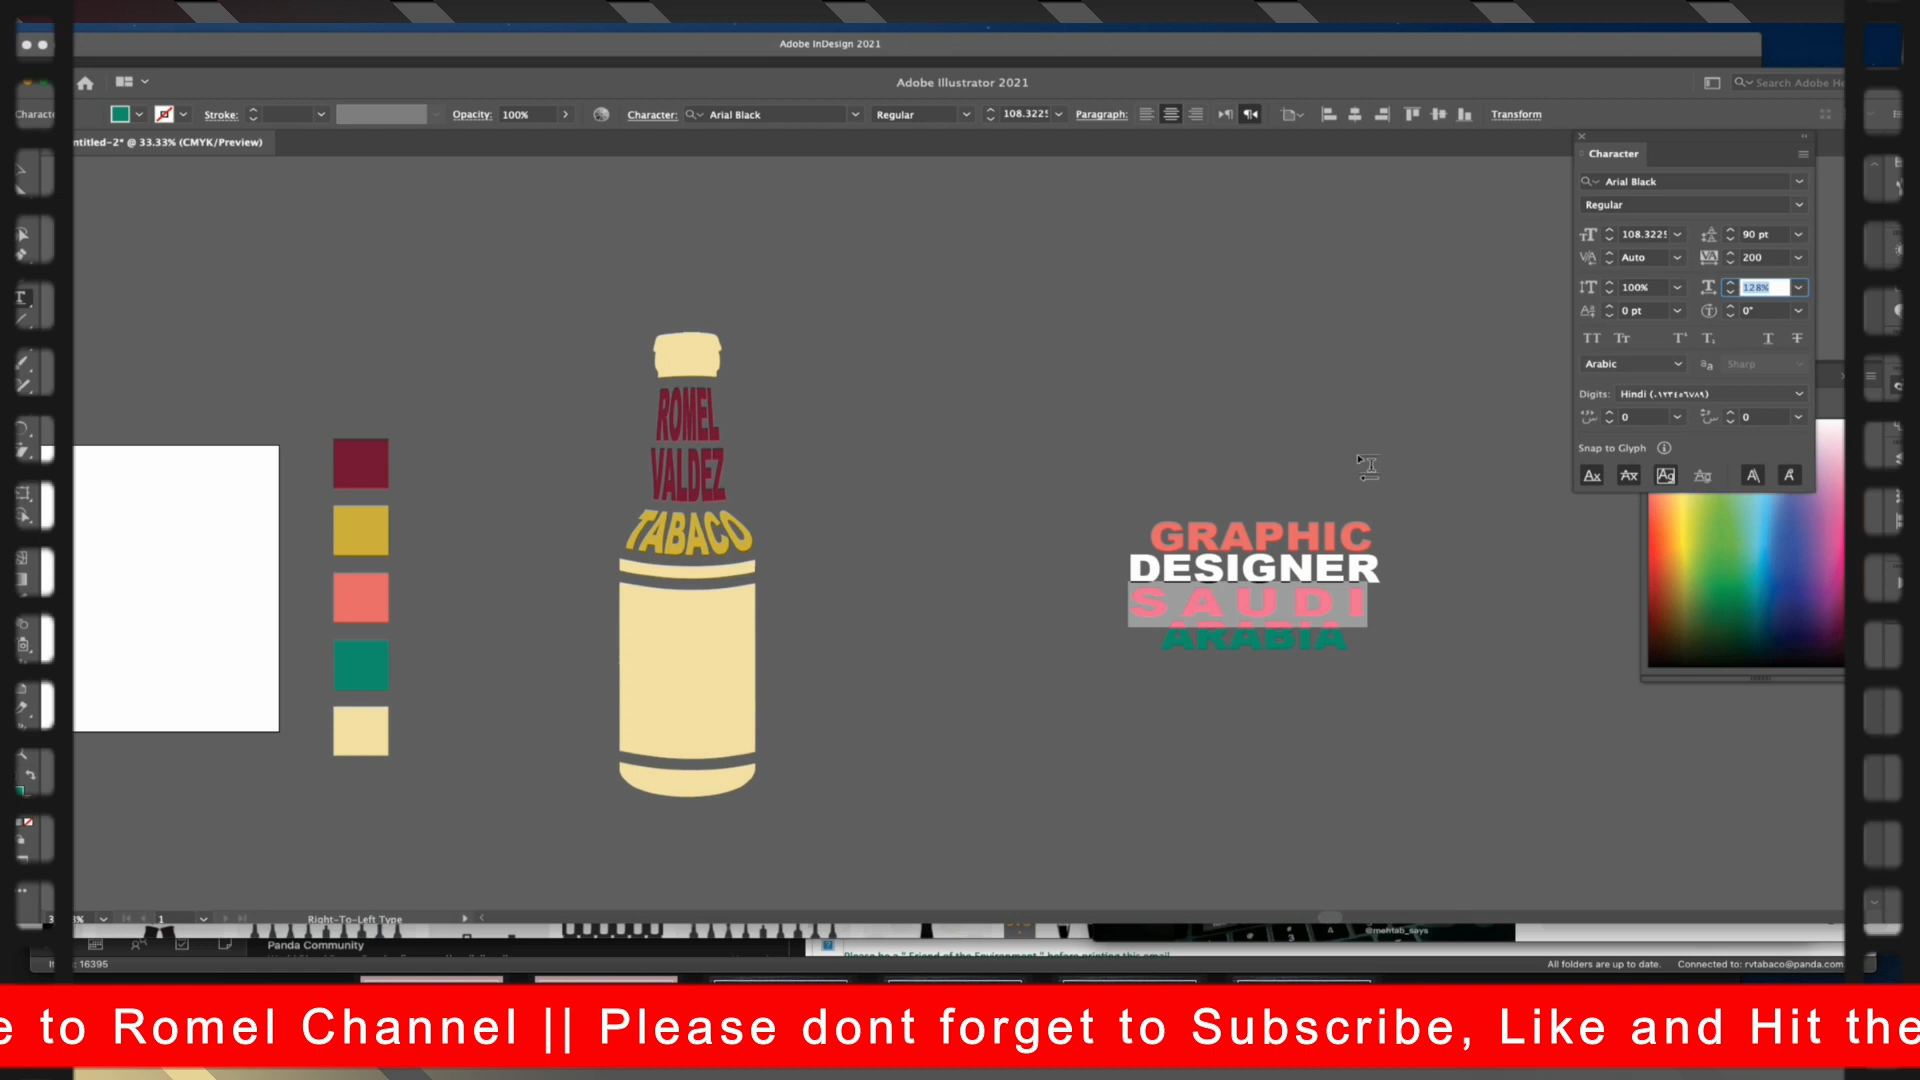 Adobe InDesign 2021
Adobe Illustrator 2021
Search Adobe He
Stroke:
Opacity: 100%
Character: Arial Black
Regular
108.322!
Paragraph:
Transform
ntitled-2* @ 33.33% (CMYK/Preview)
Character
Arial Black
Regular
108.322!
90 pt
Auto
200
100%
128%
0 pt
0°
Arabic
Sharp
Digits: Hindi (٠١٢٣٤٥٦٧٨٩)
0
0
Snap to Glyph
ROMEL
VALDEZ
TABACO
GRAPHIC
DESIGNER
SAUDI
ARABIA
1
Right-To-Left Type
Panda Community
@mehtab_says
Please be a " Friend of the Environment " before printing this email
16395
All folders are up to date.
Connected to: rvtabaco@panda.com
e to Romel Channel || Please dont forget to Subscribe, Like and Hit the